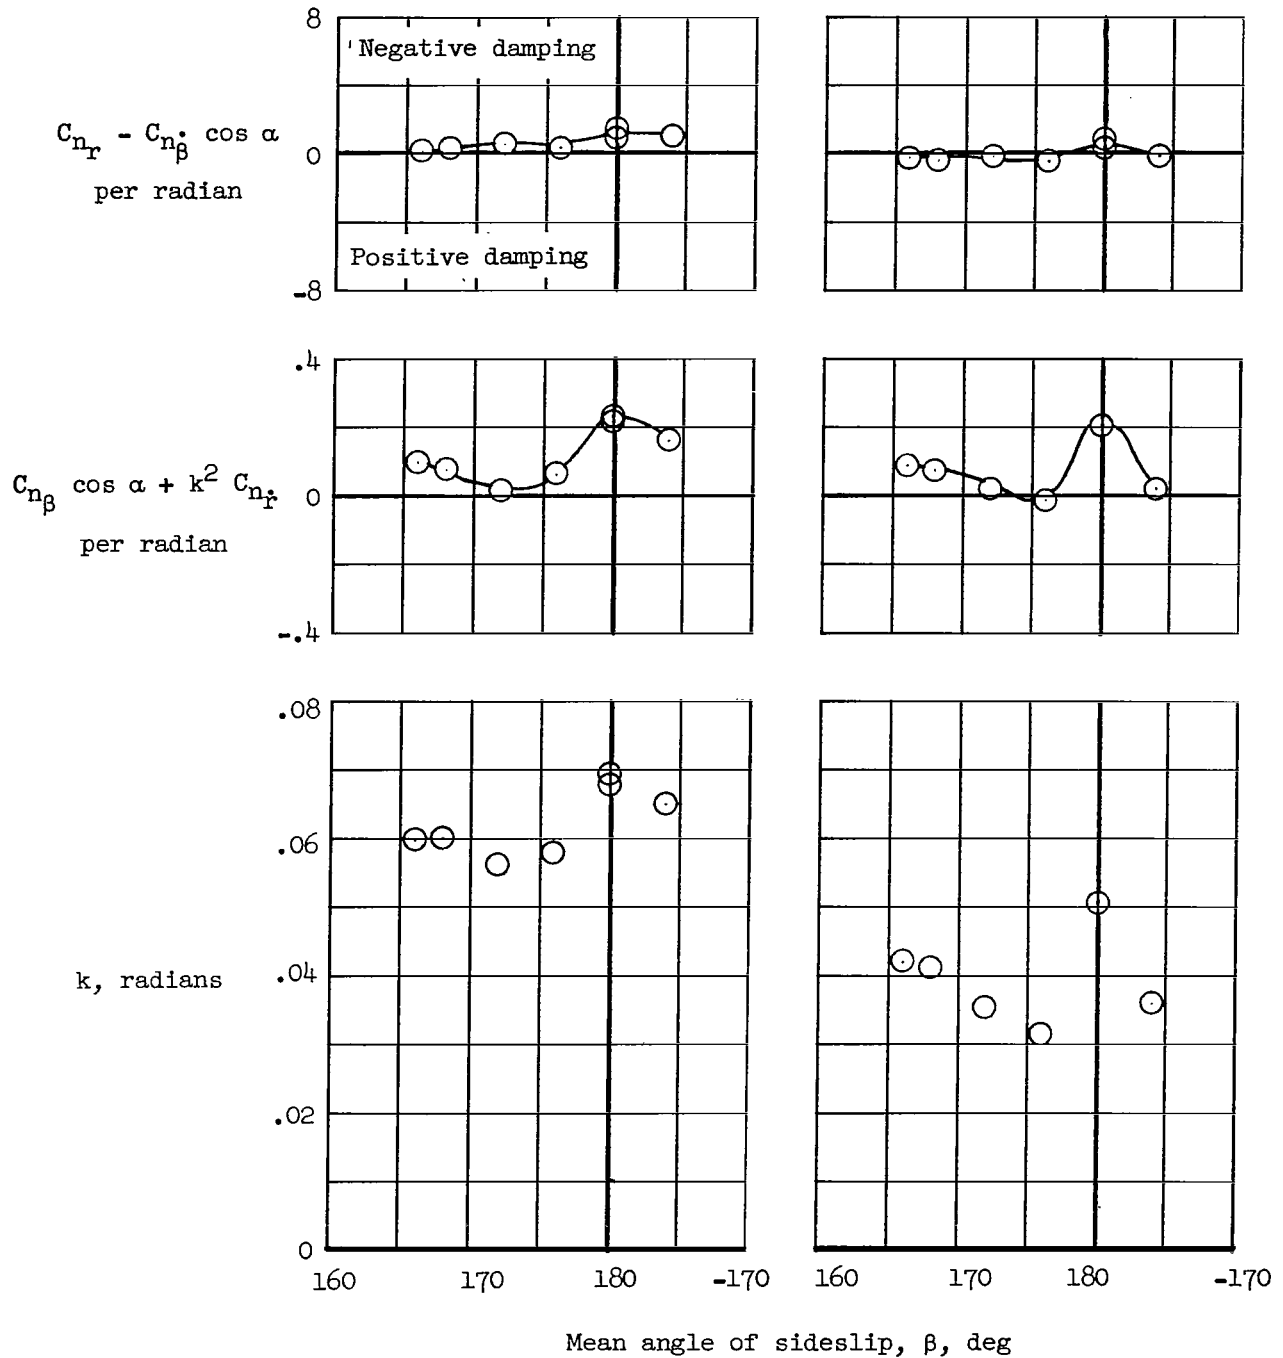 8
Negative damping
C_{n_r} - C_{n_{\dot{β}}} cos α
per radian
0
Positive damping
-8
.4
C_{n_β} cos α + k² C_{n_{\dot{r}}}
per radian
0
-.4
.08
.06
k, radians
.04
.02
0
160 170 180 -170 160 170 180 -170
Mean angle of sideslip, β, deg